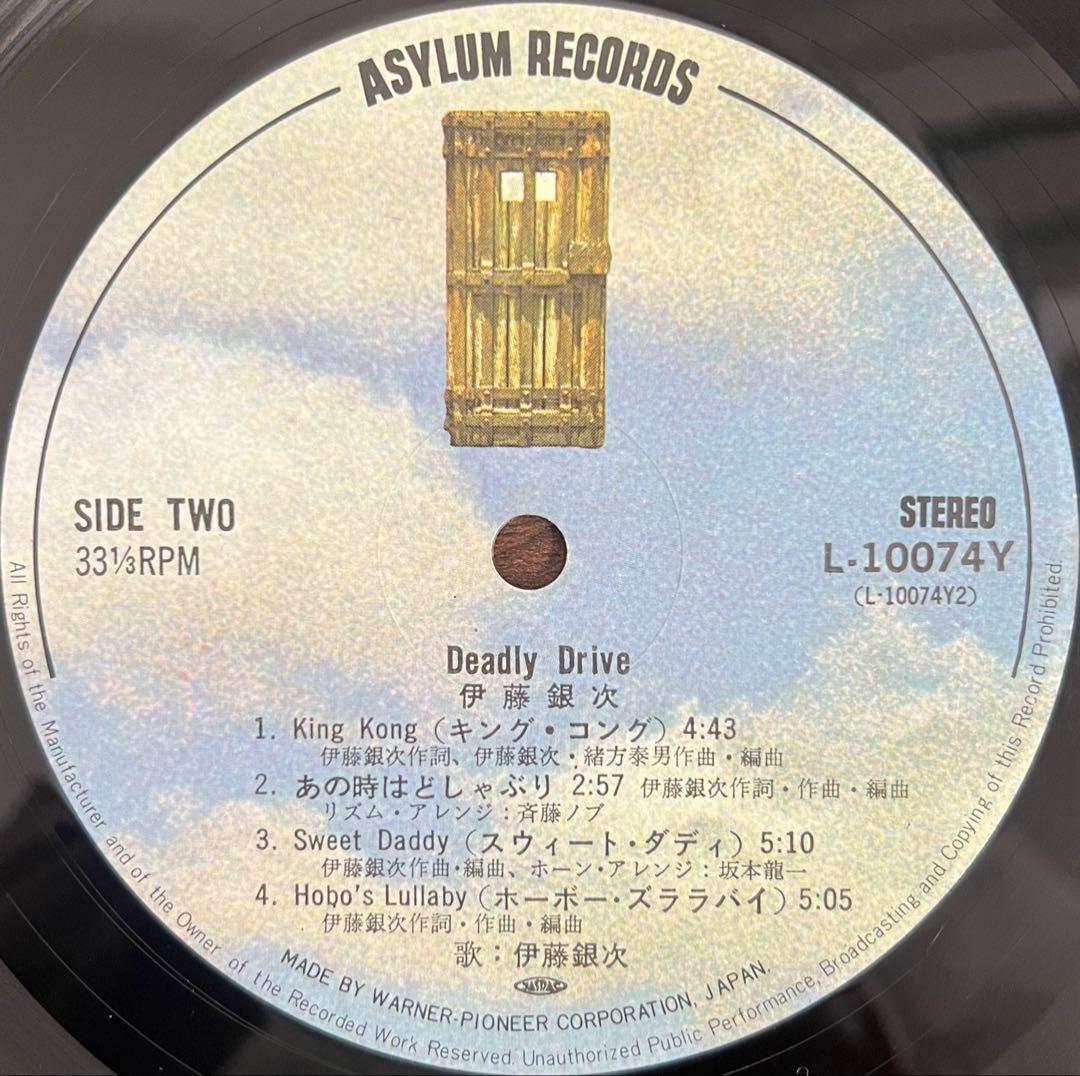 ASYLUM RECORDS
SIDE TWO
33⅓RPM
STEREO
L-10074Y
(L-10074Y2)
Deadly Drive
伊藤銀次
1. King Kong (キング・コング) 4:43
伊藤銀次作詞、伊藤銀次・緒方泰男作曲・編曲
2. あの時はどしゃぶり 2:57 伊藤銀次作詞・作曲・編曲
リズム・アレンジ：斉藤ノブ
3. Sweet Daddy (スウィート・ダディ) 5:10
伊藤銀次作曲・編曲、ホーン・アレンジ：坂本龍一
4. Hobo's Lullaby (ホーボー・ズララバイ) 5:05
伊藤銀次作詞・作曲・編曲
歌：伊藤銀次
JASRAC
MADE BY WARNER-PIONEER CORPORATION, JAPAN.
All Rights of the Manufacturer and of the Owner of the Recorded Work Reserved. Unauthorized Public Performance, Broadcasting and Copying of this Record Prohibited.